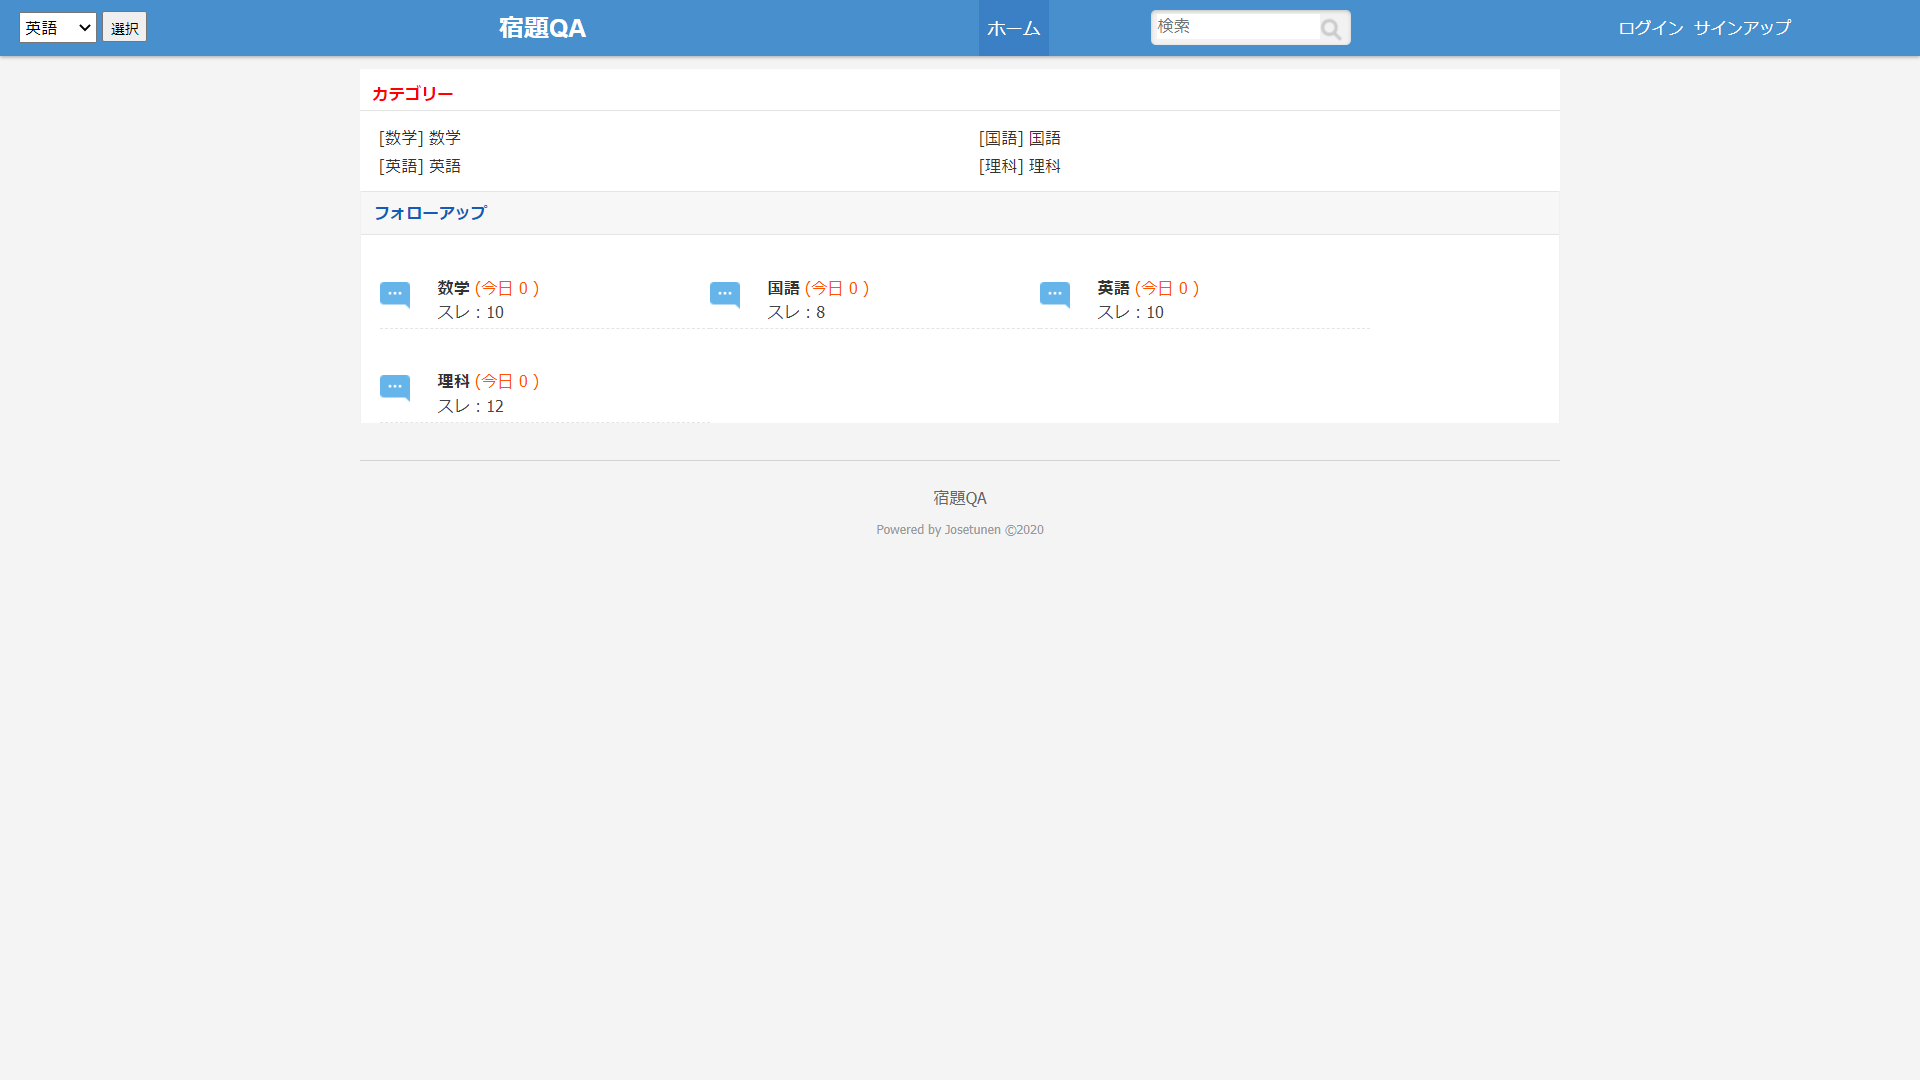 英語 選択 宿題QA ホーム 検索 ログイン サインアップ
カテゴリー
[数学] 数学 [国語] 国語
[英語] 英語 [理科] 理科
フォローアップ
数学 (今日 0 ) 国語 (今日 0 ) 英語 (今日 0 )
スレ : 10 スレ : 8 スレ : 10
理科 (今日 0 )
スレ : 12
宿題QA
Powered by Josetunen ©2020